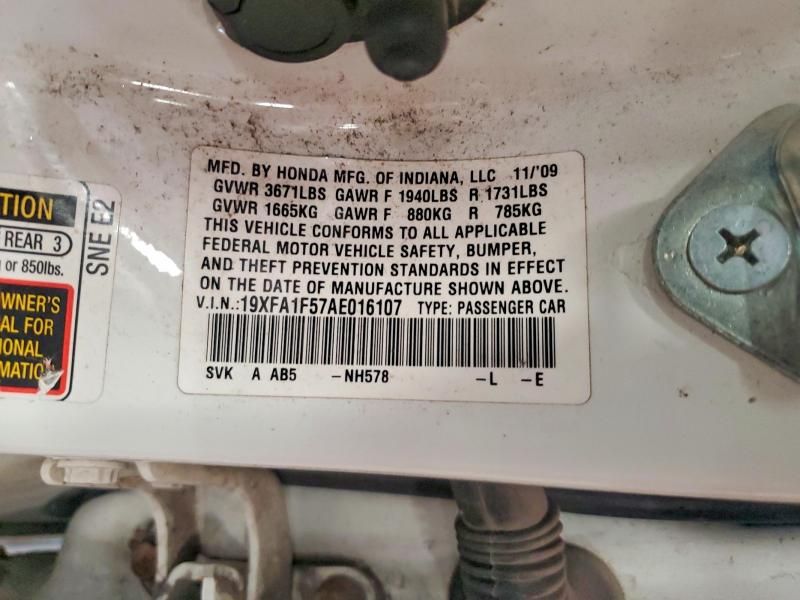 MFD. BY HONDA MFG. OF INDIANA, LLC 11/'09
GVWR 3671LBS GAWR F 1940LBS R 1731LBS
GVWR 1665KG GAWR F 880KG R 785KG
THIS VEHICLE CONFORMS TO ALL APPLICABLE
FEDERAL MOTOR VEHICLE SAFETY, BUMPER,
AND THEFT PREVENTION STANDARDS IN EFFECT
ON THE DATE OF MANUFACTURE SHOWN ABOVE.
V.I.N.:19XFA1F57AE016107 TYPE: PASSENGER CAR
SVK A AB5 -NH578 -L -E
TION
REAR 3
or 850lbs.
SNE E2
OWNER'S
AL FOR
IONAL
MATIO